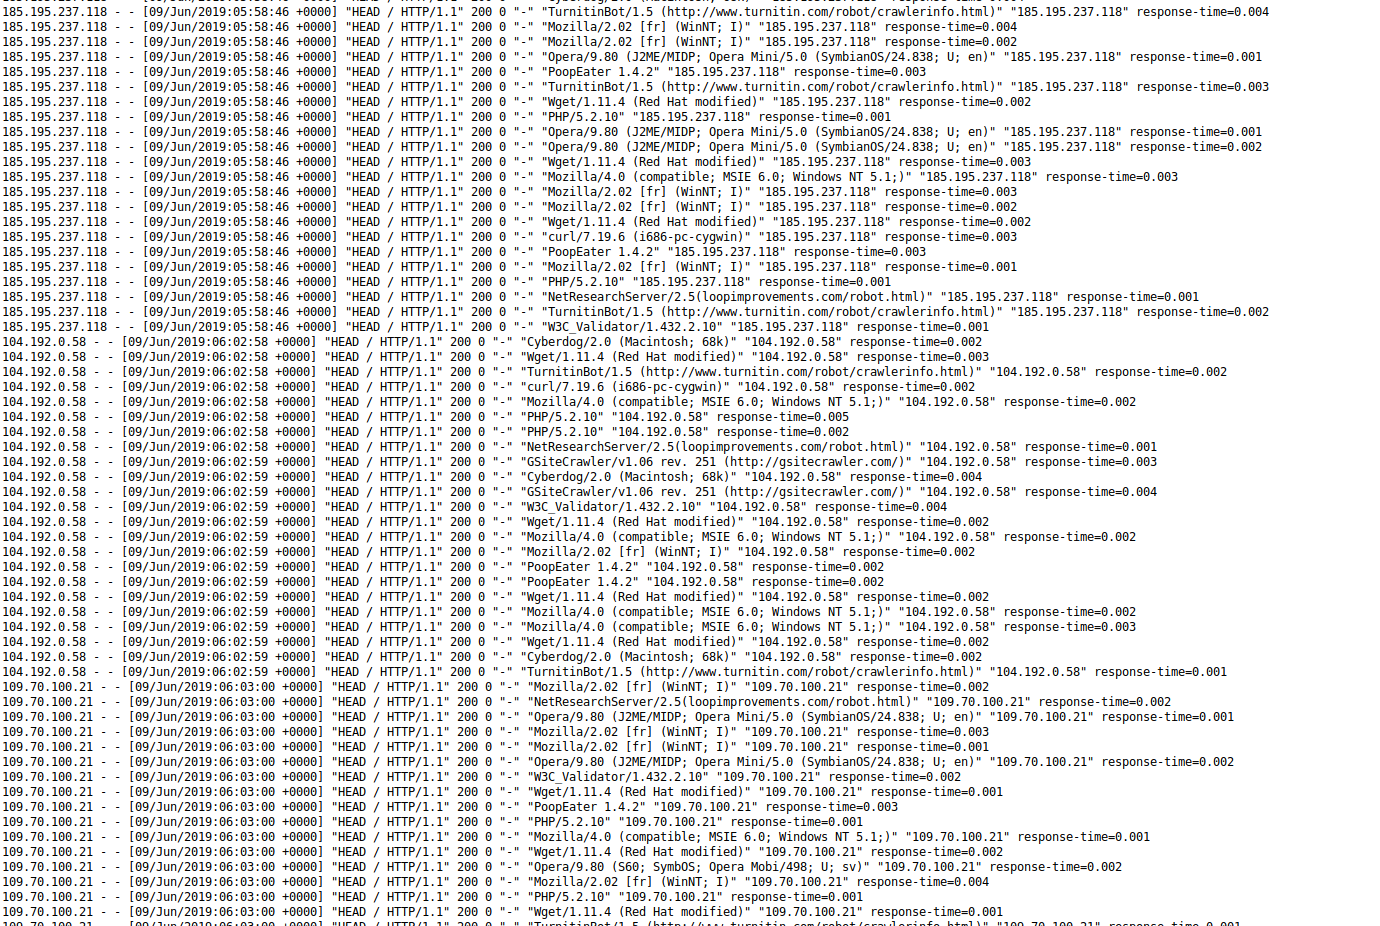 185.195.237.118 - - [09/Jun/2019:05:58:46 +0000] "HEAD / HTTP/1.1" 200 0 "-" "TurnitinBot/1.5 (http://www.turnitin.com/robot/crawlerinfo.html)" "185.195.237.118" response-time=0.004
185.195.237.118 - - [09/Jun/2019:05:58:46 +0000] "HEAD / HTTP/1.1" 200 0 "-" "Mozilla/2.02 [fr] (WinNT; I)" "185.195.237.118" response-time=0.004
185.195.237.118 - - [09/Jun/2019:05:58:46 +0000] "HEAD / HTTP/1.1" 200 0 "-" "Mozilla/2.02 [fr] (WinNT; I)" "185.195.237.118" response-time=0.002
185.195.237.118 - - [09/Jun/2019:05:58:46 +0000] "HEAD / HTTP/1.1" 200 0 "-" "Opera/9.80 (J2ME/MIDP; Opera Mini/5.0 (SymbianOS/24.838; U; en)" "185.195.237.118" response-time=0.001
185.195.237.118 - - [09/Jun/2019:05:58:46 +0000] "HEAD / HTTP/1.1" 200 0 "-" "PoopEater 1.4.2" "185.195.237.118" response-time=0.003
185.195.237.118 - - [09/Jun/2019:05:58:46 +0000] "HEAD / HTTP/1.1" 200 0 "-" "TurnitinBot/1.5 (http://www.turnitin.com/robot/crawlerinfo.html)" "185.195.237.118" response-time=0.003
185.195.237.118 - - [09/Jun/2019:05:58:46 +0000] "HEAD / HTTP/1.1" 200 0 "-" "Wget/1.11.4 (Red Hat modified)" "185.195.237.118" response-time=0.002
185.195.237.118 - - [09/Jun/2019:05:58:46 +0000] "HEAD / HTTP/1.1" 200 0 "-" "PHP/5.2.10" "185.195.237.118" response-time=0.001
185.195.237.118 - - [09/Jun/2019:05:58:46 +0000] "HEAD / HTTP/1.1" 200 0 "-" "Opera/9.80 (J2ME/MIDP; Opera Mini/5.0 (SymbianOS/24.838; U; en)" "185.195.237.118" response-time=0.001
185.195.237.118 - - [09/Jun/2019:05:58:46 +0000] "HEAD / HTTP/1.1" 200 0 "-" "Opera/9.80 (J2ME/MIDP; Opera Mini/5.0 (SymbianOS/24.838; U; en)" "185.195.237.118" response-time=0.002
185.195.237.118 - - [09/Jun/2019:05:58:46 +0000] "HEAD / HTTP/1.1" 200 0 "-" "Wget/1.11.4 (Red Hat modified)" "185.195.237.118" response-time=0.003
185.195.237.118 - - [09/Jun/2019:05:58:46 +0000] "HEAD / HTTP/1.1" 200 0 "-" "Mozilla/4.0 (compatible; MSIE 6.0; Windows NT 5.1;)" "185.195.237.118" response-time=0.003
185.195.237.118 - - [09/Jun/2019:05:58:46 +0000] "HEAD / HTTP/1.1" 200 0 "-" "Mozilla/2.02 [fr] (WinNT; I)" "185.195.237.118" response-time=0.003
185.195.237.118 - - [09/Jun/2019:05:58:46 +0000] "HEAD / HTTP/1.1" 200 0 "-" "Mozilla/2.02 [fr] (WinNT; I)" "185.195.237.118" response-time=0.002
185.195.237.118 - - [09/Jun/2019:05:58:46 +0000] "HEAD / HTTP/1.1" 200 0 "-" "Wget/1.11.4 (Red Hat modified)" "185.195.237.118" response-time=0.002
185.195.237.118 - - [09/Jun/2019:05:58:46 +0000] "HEAD / HTTP/1.1" 200 0 "-" "curl/7.19.6 (i686-pc-cygwin)" "185.195.237.118" response-time=0.003
185.195.237.118 - - [09/Jun/2019:05:58:46 +0000] "HEAD / HTTP/1.1" 200 0 "-" "PoopEater 1.4.2" "185.195.237.118" response-time=0.003
185.195.237.118 - - [09/Jun/2019:05:58:46 +0000] "HEAD / HTTP/1.1" 200 0 "-" "Mozilla/2.02 [fr] (WinNT; I)" "185.195.237.118" response-time=0.001
185.195.237.118 - - [09/Jun/2019:05:58:46 +0000] "HEAD / HTTP/1.1" 200 0 "-" "PHP/5.2.10" "185.195.237.118" response-time=0.001
185.195.237.118 - - [09/Jun/2019:05:58:46 +0000] "HEAD / HTTP/1.1" 200 0 "-" "NetResearchServer/2.5(loopimprovements.com/robot.html)" "185.195.237.118" response-time=0.001
185.195.237.118 - - [09/Jun/2019:05:58:46 +0000] "HEAD / HTTP/1.1" 200 0 "-" "TurnitinBot/1.5 (http://www.turnitin.com/robot/crawlerinfo.html)" "185.195.237.118" response-time=0.002
185.195.237.118 - - [09/Jun/2019:05:58:46 +0000] "HEAD / HTTP/1.1" 200 0 "-" "W3C_Validator/1.432.2.10" "185.195.237.118" response-time=0.001
104.192.0.58 - - [09/Jun/2019:06:02:58 +0000] "HEAD / HTTP/1.1" 200 0 "-" "Cyberdog/2.0 (Macintosh; 68k)" "104.192.0.58" response-time=0.002
104.192.0.58 - - [09/Jun/2019:06:02:58 +0000] "HEAD / HTTP/1.1" 200 0 "-" "Wget/1.11.4 (Red Hat modified)" "104.192.0.58" response-time=0.003
104.192.0.58 - - [09/Jun/2019:06:02:58 +0000] "HEAD / HTTP/1.1" 200 0 "-" "TurnitinBot/1.5 (http://www.turnitin.com/robot/crawlerinfo.html)" "104.192.0.58" response-time=0.002
104.192.0.58 - - [09/Jun/2019:06:02:58 +0000] "HEAD / HTTP/1.1" 200 0 "-" "curl/7.19.6 (i686-pc-cygwin)" "104.192.0.58" response-time=0.002
104.192.0.58 - - [09/Jun/2019:06:02:58 +0000] "HEAD / HTTP/1.1" 200 0 "-" "Mozilla/4.0 (compatible; MSIE 6.0; Windows NT 5.1;)" "104.192.0.58" response-time=0.002
104.192.0.58 - - [09/Jun/2019:06:02:58 +0000] "HEAD / HTTP/1.1" 200 0 "-" "PHP/5.2.10" "104.192.0.58" response-time=0.005
104.192.0.58 - - [09/Jun/2019:06:02:58 +0000] "HEAD / HTTP/1.1" 200 0 "-" "PHP/5.2.10" "104.192.0.58" response-time=0.002
104.192.0.58 - - [09/Jun/2019:06:02:58 +0000] "HEAD / HTTP/1.1" 200 0 "-" "NetResearchServer/2.5(loopimprovements.com/robot.html)" "104.192.0.58" response-time=0.001
104.192.0.58 - - [09/Jun/2019:06:02:59 +0000] "HEAD / HTTP/1.1" 200 0 "-" "GSiteCrawler/v1.06 rev. 251 (http://gsitecrawler.com/)" "104.192.0.58" response-time=0.003
104.192.0.58 - - [09/Jun/2019:06:02:59 +0000] "HEAD / HTTP/1.1" 200 0 "-" "Cyberdog/2.0 (Macintosh; 68k)" "104.192.0.58" response-time=0.004
104.192.0.58 - - [09/Jun/2019:06:02:59 +0000] "HEAD / HTTP/1.1" 200 0 "-" "GSiteCrawler/v1.06 rev. 251 (http://gsitecrawler.com/)" "104.192.0.58" response-time=0.004
104.192.0.58 - - [09/Jun/2019:06:02:59 +0000] "HEAD / HTTP/1.1" 200 0 "-" "W3C_Validator/1.432.2.10" "104.192.0.58" response-time=0.004
104.192.0.58 - - [09/Jun/2019:06:02:59 +0000] "HEAD / HTTP/1.1" 200 0 "-" "Wget/1.11.4 (Red Hat modified)" "104.192.0.58" response-time=0.002
104.192.0.58 - - [09/Jun/2019:06:02:59 +0000] "HEAD / HTTP/1.1" 200 0 "-" "Mozilla/4.0 (compatible; MSIE 6.0; Windows NT 5.1;)" "104.192.0.58" response-time=0.002
104.192.0.58 - - [09/Jun/2019:06:02:59 +0000] "HEAD / HTTP/1.1" 200 0 "-" "Mozilla/2.02 [fr] (WinNT; I)" "104.192.0.58" response-time=0.002
104.192.0.58 - - [09/Jun/2019:06:02:59 +0000] "HEAD / HTTP/1.1" 200 0 "-" "PoopEater 1.4.2" "104.192.0.58" response-time=0.002
104.192.0.58 - - [09/Jun/2019:06:02:59 +0000] "HEAD / HTTP/1.1" 200 0 "-" "PoopEater 1.4.2" "104.192.0.58" response-time=0.002
104.192.0.58 - - [09/Jun/2019:06:02:59 +0000] "HEAD / HTTP/1.1" 200 0 "-" "Wget/1.11.4 (Red Hat modified)" "104.192.0.58" response-time=0.002
104.192.0.58 - - [09/Jun/2019:06:02:59 +0000] "HEAD / HTTP/1.1" 200 0 "-" "Mozilla/4.0 (compatible; MSIE 6.0; Windows NT 5.1;)" "104.192.0.58" response-time=0.002
104.192.0.58 - - [09/Jun/2019:06:02:59 +0000] "HEAD / HTTP/1.1" 200 0 "-" "Mozilla/4.0 (compatible; MSIE 6.0; Windows NT 5.1;)" "104.192.0.58" response-time=0.003
104.192.0.58 - - [09/Jun/2019:06:02:59 +0000] "HEAD / HTTP/1.1" 200 0 "-" "Wget/1.11.4 (Red Hat modified)" "104.192.0.58" response-time=0.002
104.192.0.58 - - [09/Jun/2019:06:02:59 +0000] "HEAD / HTTP/1.1" 200 0 "-" "Cyberdog/2.0 (Macintosh; 68k)" "104.192.0.58" response-time=0.002
104.192.0.58 - - [09/Jun/2019:06:02:59 +0000] "HEAD / HTTP/1.1" 200 0 "-" "TurnitinBot/1.5 (http://www.turnitin.com/robot/crawlerinfo.html)" "104.192.0.58" response-time=0.001
109.70.100.21 - - [09/Jun/2019:06:03:00 +0000] "HEAD / HTTP/1.1" 200 0 "-" "Mozilla/2.02 [fr] (WinNT; I)" "109.70.100.21" response-time=0.002
109.70.100.21 - - [09/Jun/2019:06:03:00 +0000] "HEAD / HTTP/1.1" 200 0 "-" "NetResearchServer/2.5(loopimprovements.com/robot.html)" "109.70.100.21" response-time=0.002
109.70.100.21 - - [09/Jun/2019:06:03:00 +0000] "HEAD / HTTP/1.1" 200 0 "-" "Opera/9.80 (J2ME/MIDP; Opera Mini/5.0 (SymbianOS/24.838; U; en)" "109.70.100.21" response-time=0.001
109.70.100.21 - - [09/Jun/2019:06:03:00 +0000] "HEAD / HTTP/1.1" 200 0 "-" "Mozilla/2.02 [fr] (WinNT; I)" "109.70.100.21" response-time=0.003
109.70.100.21 - - [09/Jun/2019:06:03:00 +0000] "HEAD / HTTP/1.1" 200 0 "-" "Mozilla/2.02 [fr] (WinNT; I)" "109.70.100.21" response-time=0.001
109.70.100.21 - - [09/Jun/2019:06:03:00 +0000] "HEAD / HTTP/1.1" 200 0 "-" "Opera/9.80 (J2ME/MIDP; Opera Mini/5.0 (SymbianOS/24.838; U; en)" "109.70.100.21" response-time=0.002
109.70.100.21 - - [09/Jun/2019:06:03:00 +0000] "HEAD / HTTP/1.1" 200 0 "-" "W3C_Validator/1.432.2.10" "109.70.100.21" response-time=0.002
109.70.100.21 - - [09/Jun/2019:06:03:00 +0000] "HEAD / HTTP/1.1" 200 0 "-" "Wget/1.11.4 (Red Hat modified)" "109.70.100.21" response-time=0.001
109.70.100.21 - - [09/Jun/2019:06:03:00 +0000] "HEAD / HTTP/1.1" 200 0 "-" "PoopEater 1.4.2" "109.70.100.21" response-time=0.003
109.70.100.21 - - [09/Jun/2019:06:03:00 +0000] "HEAD / HTTP/1.1" 200 0 "-" "PHP/5.2.10" "109.70.100.21" response-time=0.001
109.70.100.21 - - [09/Jun/2019:06:03:00 +0000] "HEAD / HTTP/1.1" 200 0 "-" "Mozilla/4.0 (compatible; MSIE 6.0; Windows NT 5.1;)" "109.70.100.21" response-time=0.001
109.70.100.21 - - [09/Jun/2019:06:03:00 +0000] "HEAD / HTTP/1.1" 200 0 "-" "Wget/1.11.4 (Red Hat modified)" "109.70.100.21" response-time=0.002
109.70.100.21 - - [09/Jun/2019:06:03:00 +0000] "HEAD / HTTP/1.1" 200 0 "-" "Opera/9.80 (S60; SymbOS; Opera Mobi/498; U; sv)" "109.70.100.21" response-time=0.002
109.70.100.21 - - [09/Jun/2019:06:03:00 +0000] "HEAD / HTTP/1.1" 200 0 "-" "Mozilla/2.02 [fr] (WinNT; I)" "109.70.100.21" response-time=0.004
109.70.100.21 - - [09/Jun/2019:06:03:00 +0000] "HEAD / HTTP/1.1" 200 0 "-" "PHP/5.2.10" "109.70.100.21" response-time=0.001
109.70.100.21 - - [09/Jun/2019:06:03:00 +0000] "HEAD / HTTP/1.1" 200 0 "-" "Wget/1.11.4 (Red Hat modified)" "109.70.100.21" response-time=0.001